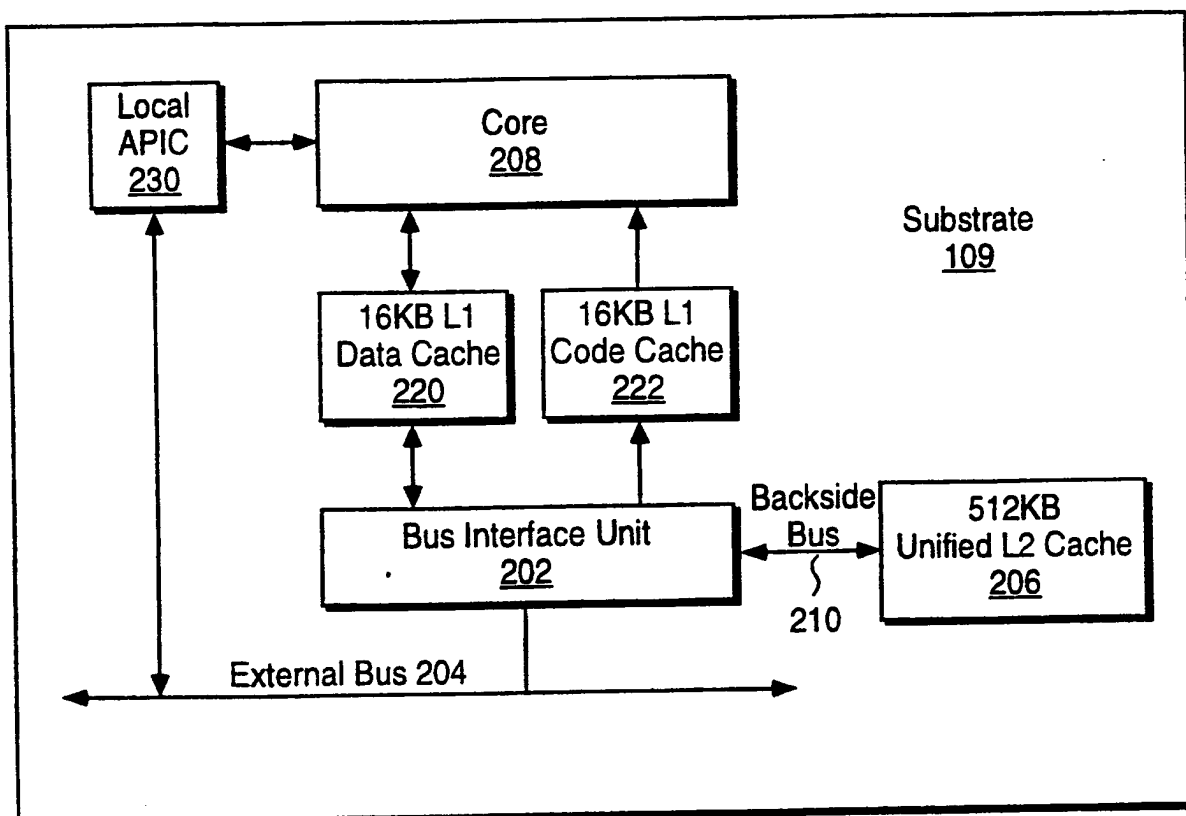 Local
APIC
230
Core
208
Substrate
109
16KB L1
Data Cache
220
16KB L1
Code Cache
222
Bus Interface Unit
202
Backside
Bus
210
512KB
Unified L2 Cache
206
External Bus 204